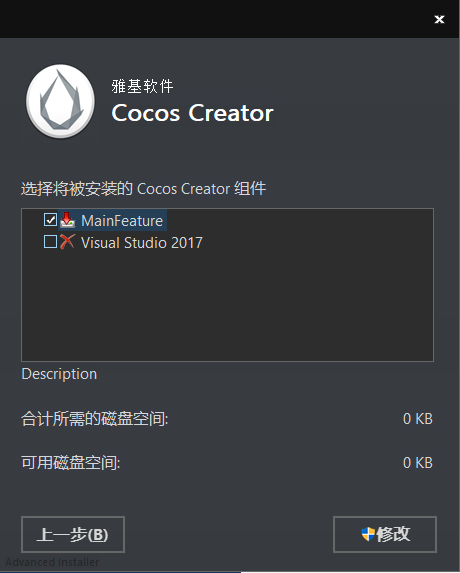 雅基软件
Cocos Creator
选择将被安装的 Cocos Creator 组件
MainFeature
Visual Studio 2017
Description
合计所需的磁盘空间: 0 KB
可用磁盘空间: 0 KB
上一步(B) 修改
Advanced Installer